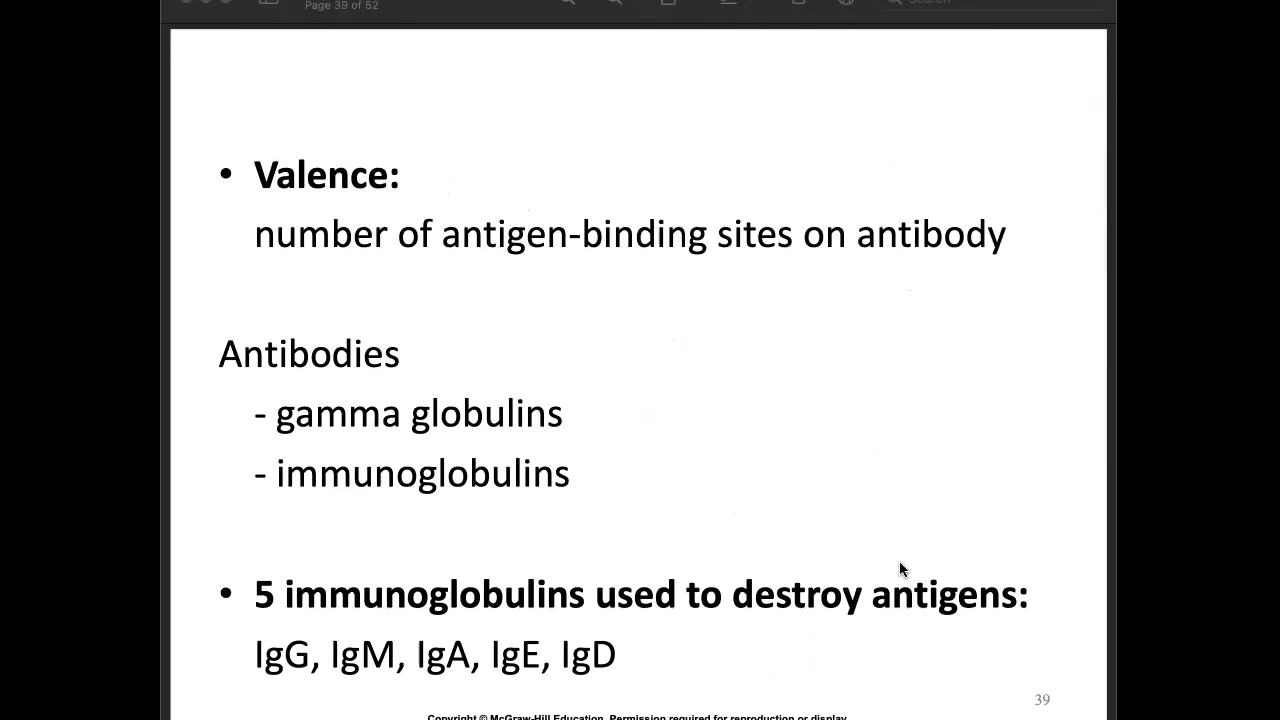 Page 39 of 52
Search
• Valence:
number of antigen-binding sites on antibody
Antibodies
- gamma globulins
- immunoglobulins
• 5 immunoglobulins used to destroy antigens:
IgG, IgM, IgA, IgE, IgD
39
Copyright © McGraw-Hill Education. Permission required for reproduction or display.